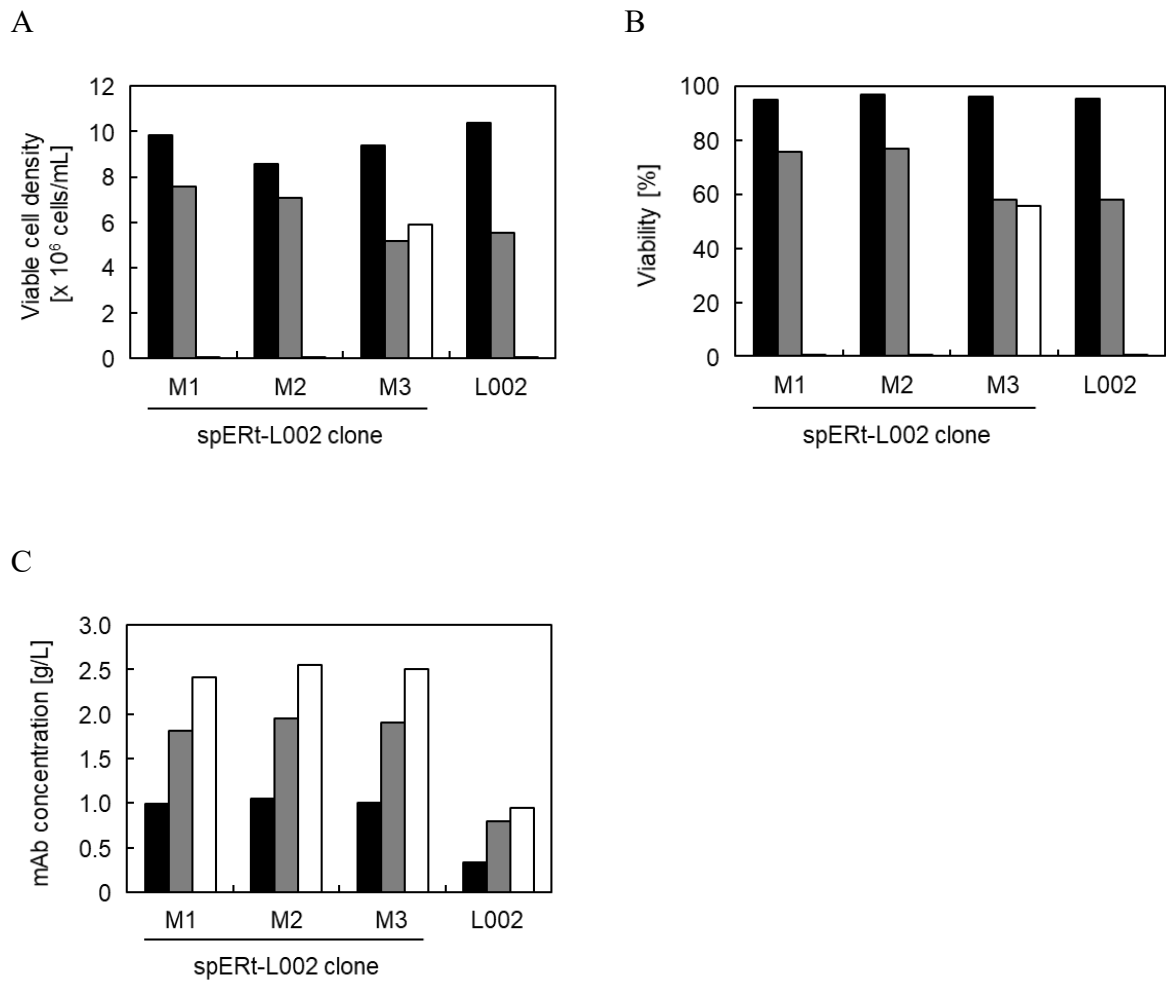 A
Viable cell density
[x 10⁶ cells/mL]
12
10
8
6
4
2
0
M1 M2 M3 L002
spERt-L002 clone
B
Viability [%]
100
80
60
40
20
0
M1 M2 M3 L002
spERt-L002 clone
C
mAb concentration [g/L]
3.0
2.5
2.0
1.5
1.0
0.5
0
M1 M2 M3 L002
spERt-L002 clone